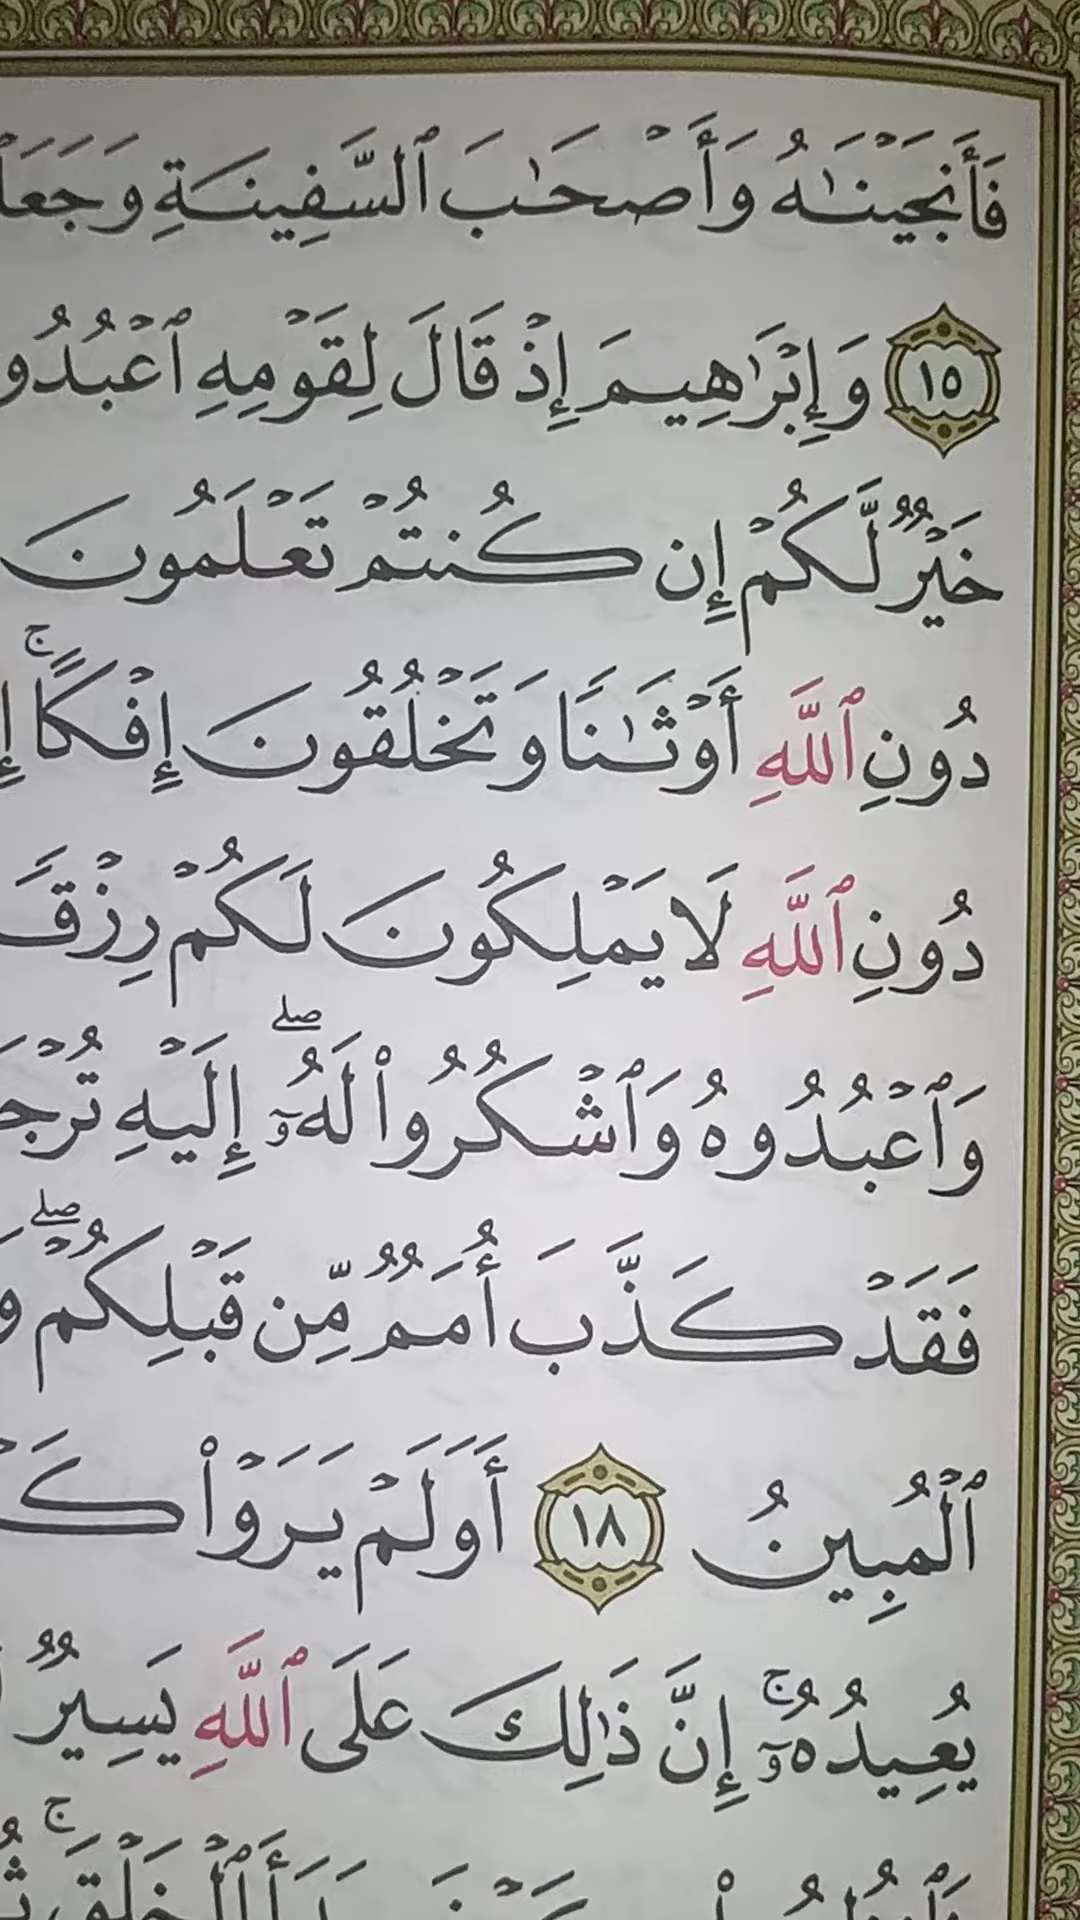 فَأَنجَيْنَـٰهُ وَأَصْحَـٰبَ ٱلسَّفِينَةِ
١٥ وَإِبْرَٰهِيمَ إِذْ قَالَ لِقَوْمِهِ ٱعْبُدُو
خَيْرٌ لَّكُمْ إِن كُنتُمْ تَعْلَمُونَ
دُونِ ٱللَّهِ أَوْثَـٰنًا وَتَخْلُقُونَ إِفْكًا ۚ
دُونِ ٱللَّهِ لَا يَمْلِكُونَ لَكُمْ رِزْقً
وَٱعْبُدُوهُ وَٱشْكُرُوا۟ لَهُۥٓ ۖ إِلَيْهِ تُرْجَ
فَقَدْ كَذَّبَ أُمَمٌ مِّن قَبْلِكُمْ ۖ وَ
ٱلْمُبِينُ ١٨ أَوَلَمْ يَرَوْا۟ كَ
يُعِيدُهُۥٓ ۚ إِنَّ ذَٰلِكَ عَلَى ٱللَّهِ يَسِيرٌ